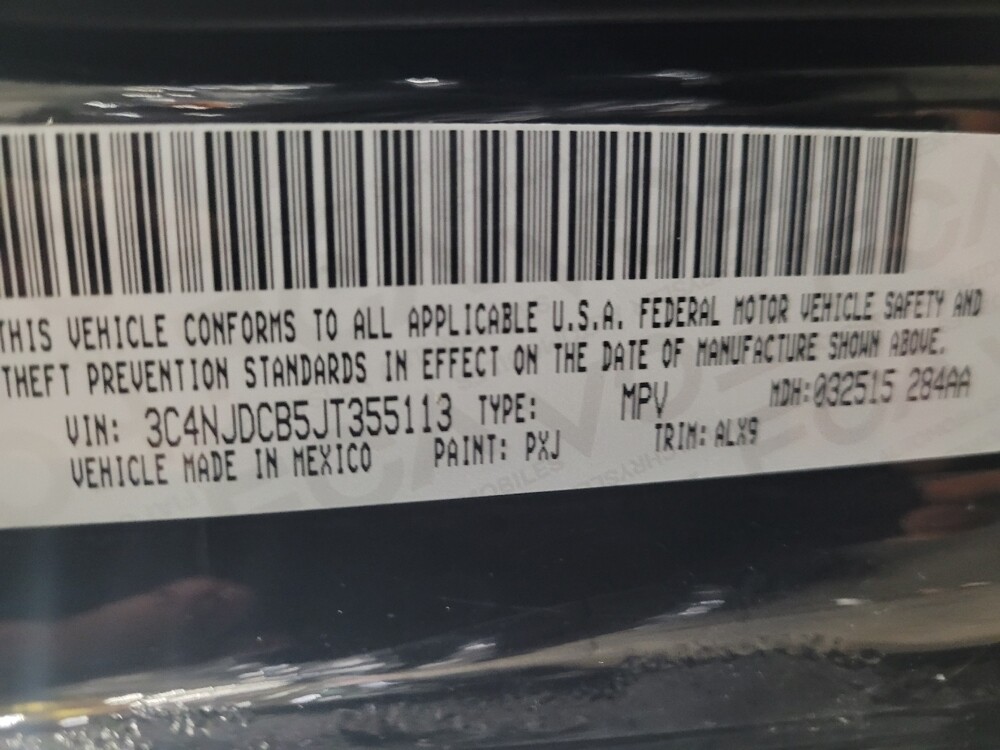 THIS VEHICLE CONFORMS TO ALL APPLICABLE U.S.A. FEDERAL MOTOR VEHICLE SAFETY AND
THEFT PREVENTION STANDARDS IN EFFECT ON THE DATE OF MANUFACTURE SHOWN ABOVE.
VIN: 3C4NJDCB5JT355113 TYPE: MPV MDH:032515 284AA
VEHICLE MADE IN MEXICO PAINT: PXJ TRIM: ALX9